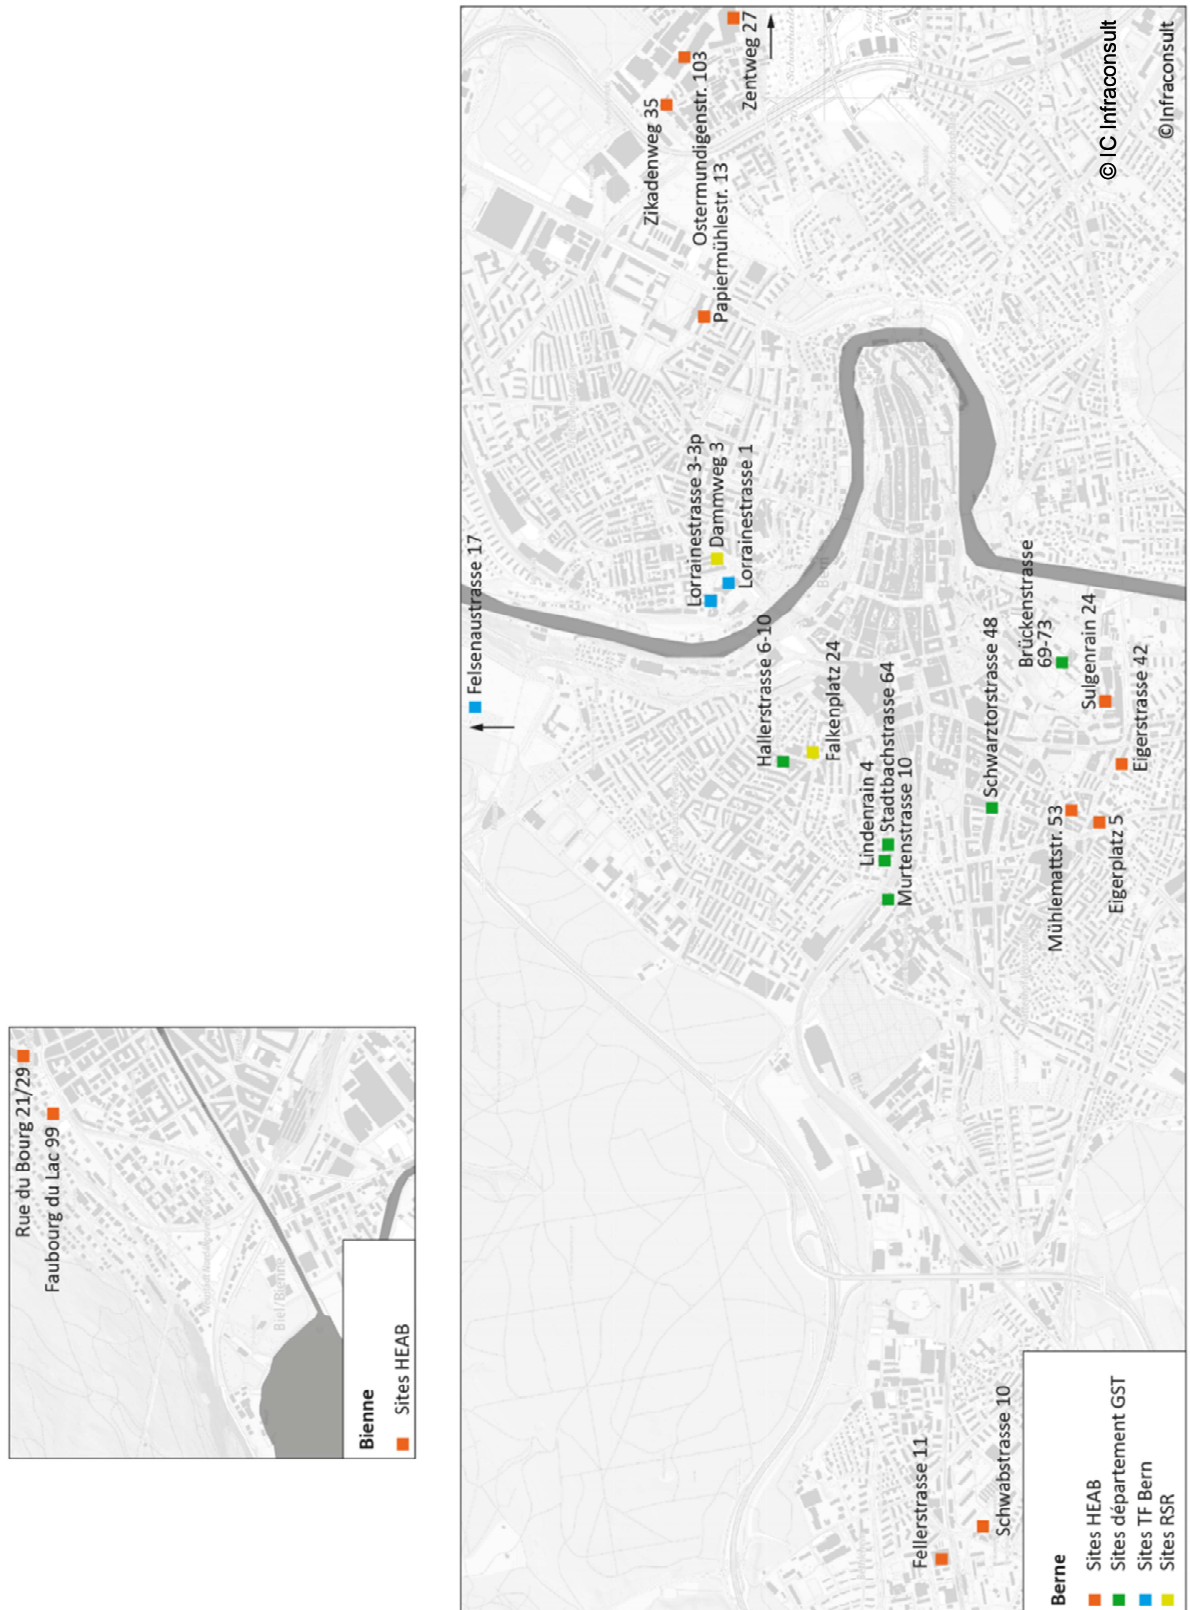 Rue du Bourg 21/29
Faubourg du Lac 99
Biel/Bienne
Bienne
Sites HEAB
Felsenaustrasse 17
Zikadenweg 35
Ostermundigenstr. 103
Zentweg 27
Papiermühlestr. 13
Lorrainestrasse 3-3p
Dammweg 3
Lorrainestrasse 1
Hallerstrasse 6-10
Falkenplatz 24
Bern
Lindenrain 4
Stadtbachstrasse 64
Murtenstrasse 10
Schwarztorstrasse 48
Brückenstrasse
69-73
Sulgenrain 24
Eigerstrasse 42
Mühlemattstr. 53
Eigerplatz 5
Fellerstrasse 11
Schwabstrasse 10
Berne
Sites HEAB
Sites département GST
Sites TF Bern
Sites RSR
© IC Infraconsult
©Infraconsult